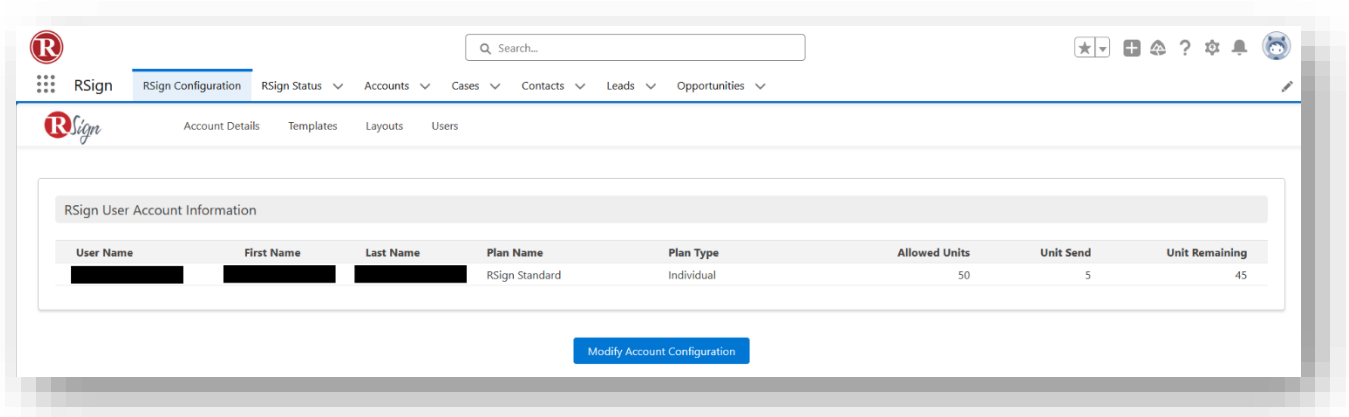 R
Search...
RSign RSign Configuration RSign Status Accounts Cases Contacts Leads Opportunities
RSign Account Details Templates Layouts Users
RSign User Account Information
User Name First Name Last Name Plan Name Plan Type Allowed Units Unit Send Unit Remaining
RSign Standard Individual 50 5 45
Modify Account Configuration